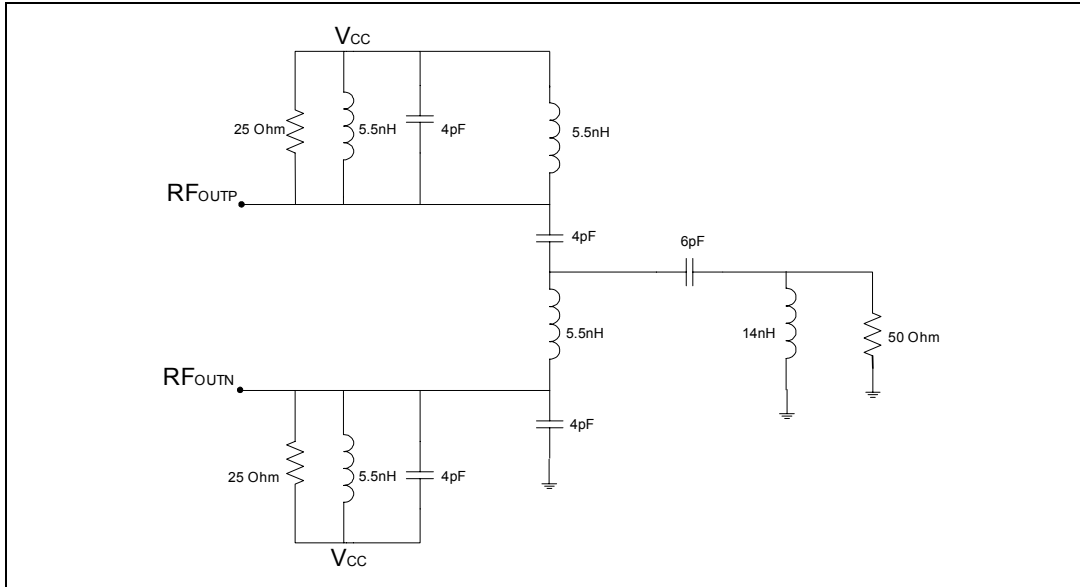 VCC
25 Ohm
5.5nH
4pF
5.5nH
RFOUTP
4pF
6pF
5.5nH
14nH
50 Ohm
RFOUTN
4pF
25 Ohm
5.5nH
4pF
VCC